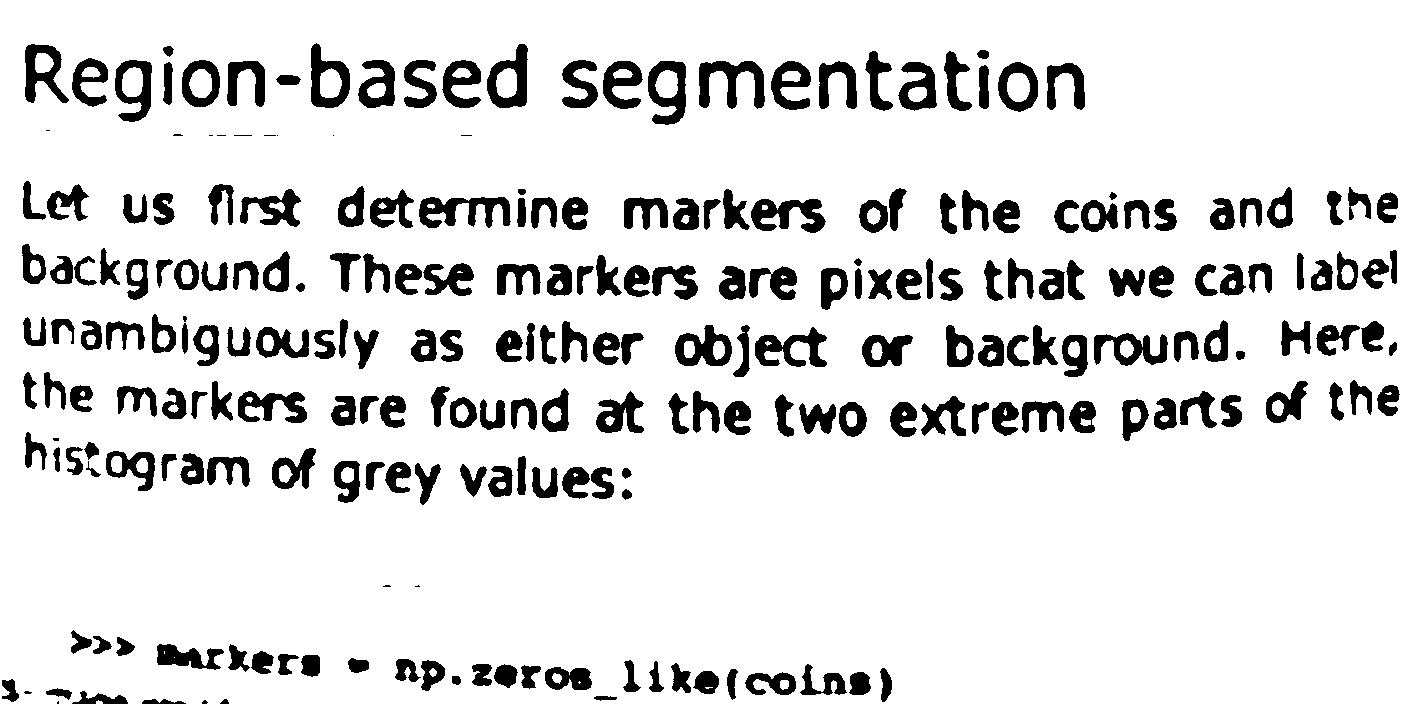 Region-based segmentation
Let us first determine markers of the coins and the
background. These markers are pixels that we can label
unambiguously as either object or background. Here,
the markers are found at the two extreme parts of the
histogram of grey values:
>>> markers = np.zeros_like(coins)